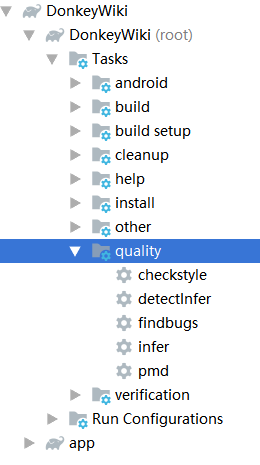 DonkeyWiki
DonkeyWiki (root)
Tasks
android
build
build setup
cleanup
help
install
other
quality
checkstyle
detectInfer
findbugs
infer
pmd
verification
Run Configurations
app